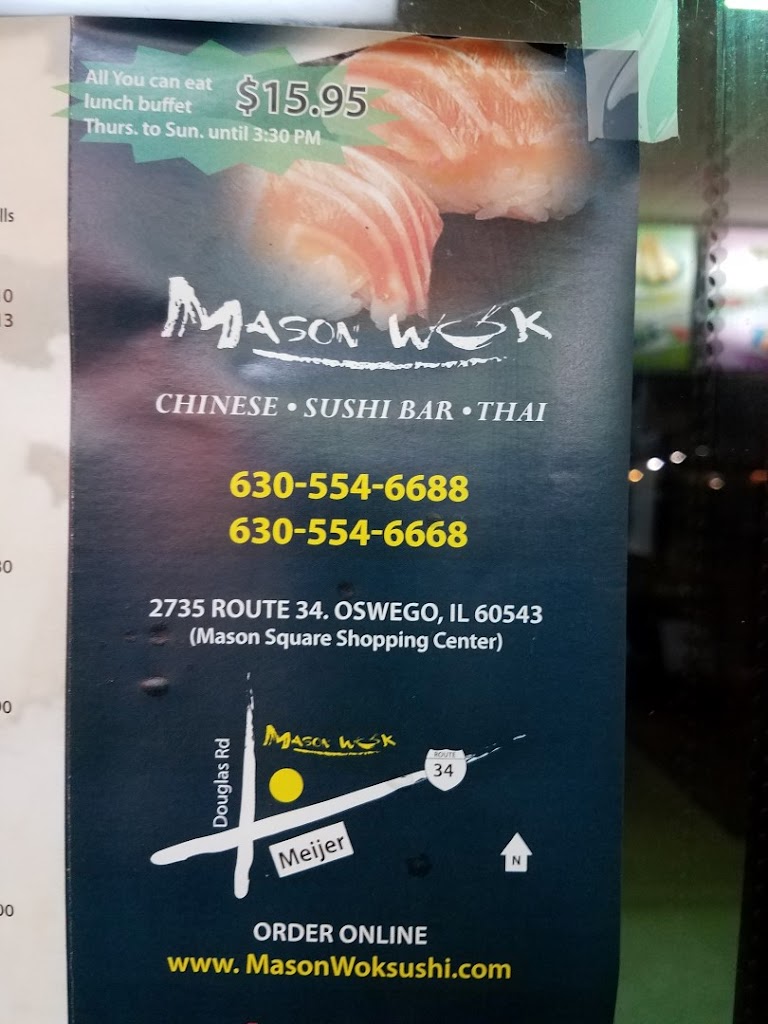 All You can eat
lunch buffet
$15.95
Thurs. to Sun. until 3:30 PM
MASON WOK
CHINESE • SUSHI BAR • THAI
630-554-6688
630-554-6668
2735 ROUTE 34. OSWEGO, IL 60543
(Mason Square Shopping Center)
MASON WOK
Douglas Rd
ROUTE
34
Meijer
N
ORDER ONLINE
www. MasonWoksushi.com